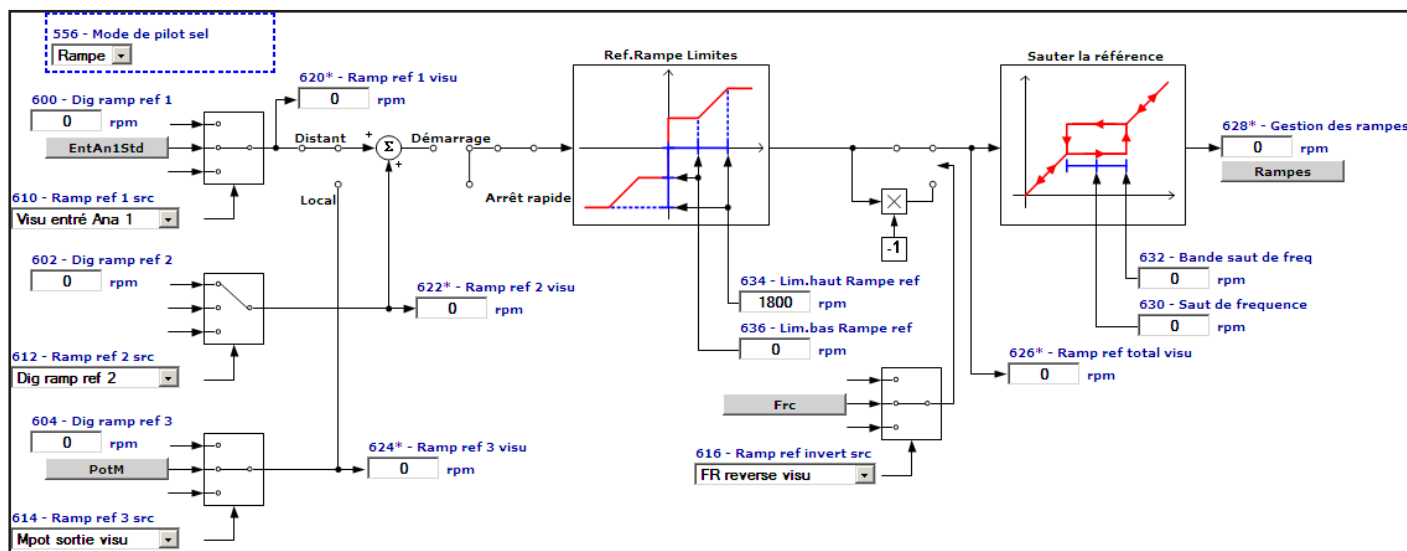 556 - Mode de pilot sel
Rampe
600 - Dig ramp ref 1
0 rpm
EntAn1Std
610 - Ramp ref 1 src
Visu entré Ana 1
620* - Ramp ref 1 visu
0 rpm
Distant
Local
+
Σ
+
Démarrage
Arrêt rapide
602 - Dig ramp ref 2
0 rpm
612 - Ramp ref 2 src
Dig ramp ref 2
622* - Ramp ref 2 visu
0 rpm
604 - Dig ramp ref 3
0 rpm
PotM
614 - Ramp ref 3 src
Mpot sortie visu
624* - Ramp ref 3 visu
0 rpm
Ref.Rampe Limites
634 - Lim.haut Rampe ref
1800 rpm
636 - Lim.bas Rampe ref
0 rpm
×
-1
Frc
616 - Ramp ref invert src
FR reverse visu
Sauter la référence
628* - Gestion des rampes
0 rpm
Rampes
632 - Bande saut de freq
0 rpm
630 - Saut de frequence
0 rpm
626* - Ramp ref total visu
0 rpm